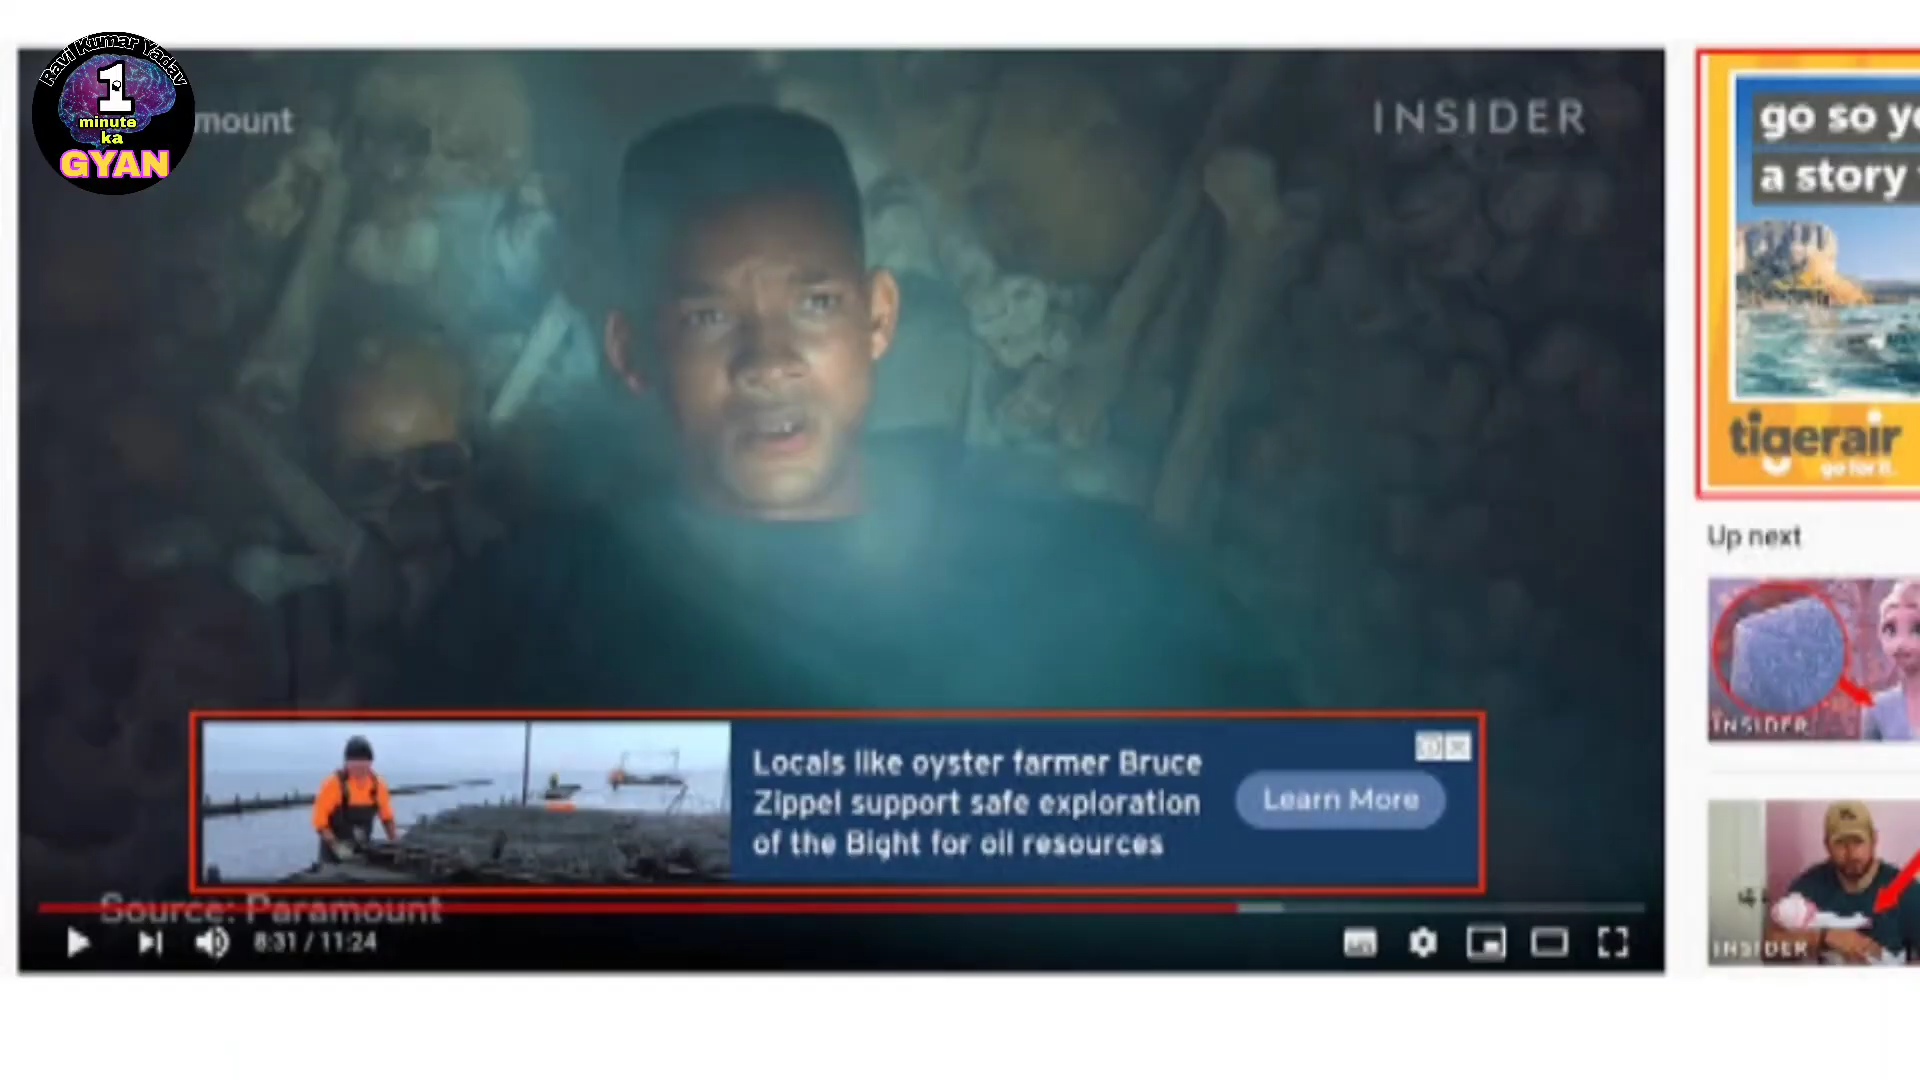 Ravi Kumar Yadav
1
minute
ka
GYAN
mount
INSIDER
go so
a story
tigerair
go for it.
Up next
INSIDER
Locals like oyster farmer Bruce
Zippel support safe exploration
of the Bight for oil resources
Learn More
Source: Paramount
8:31 / 11:24
INSIDER